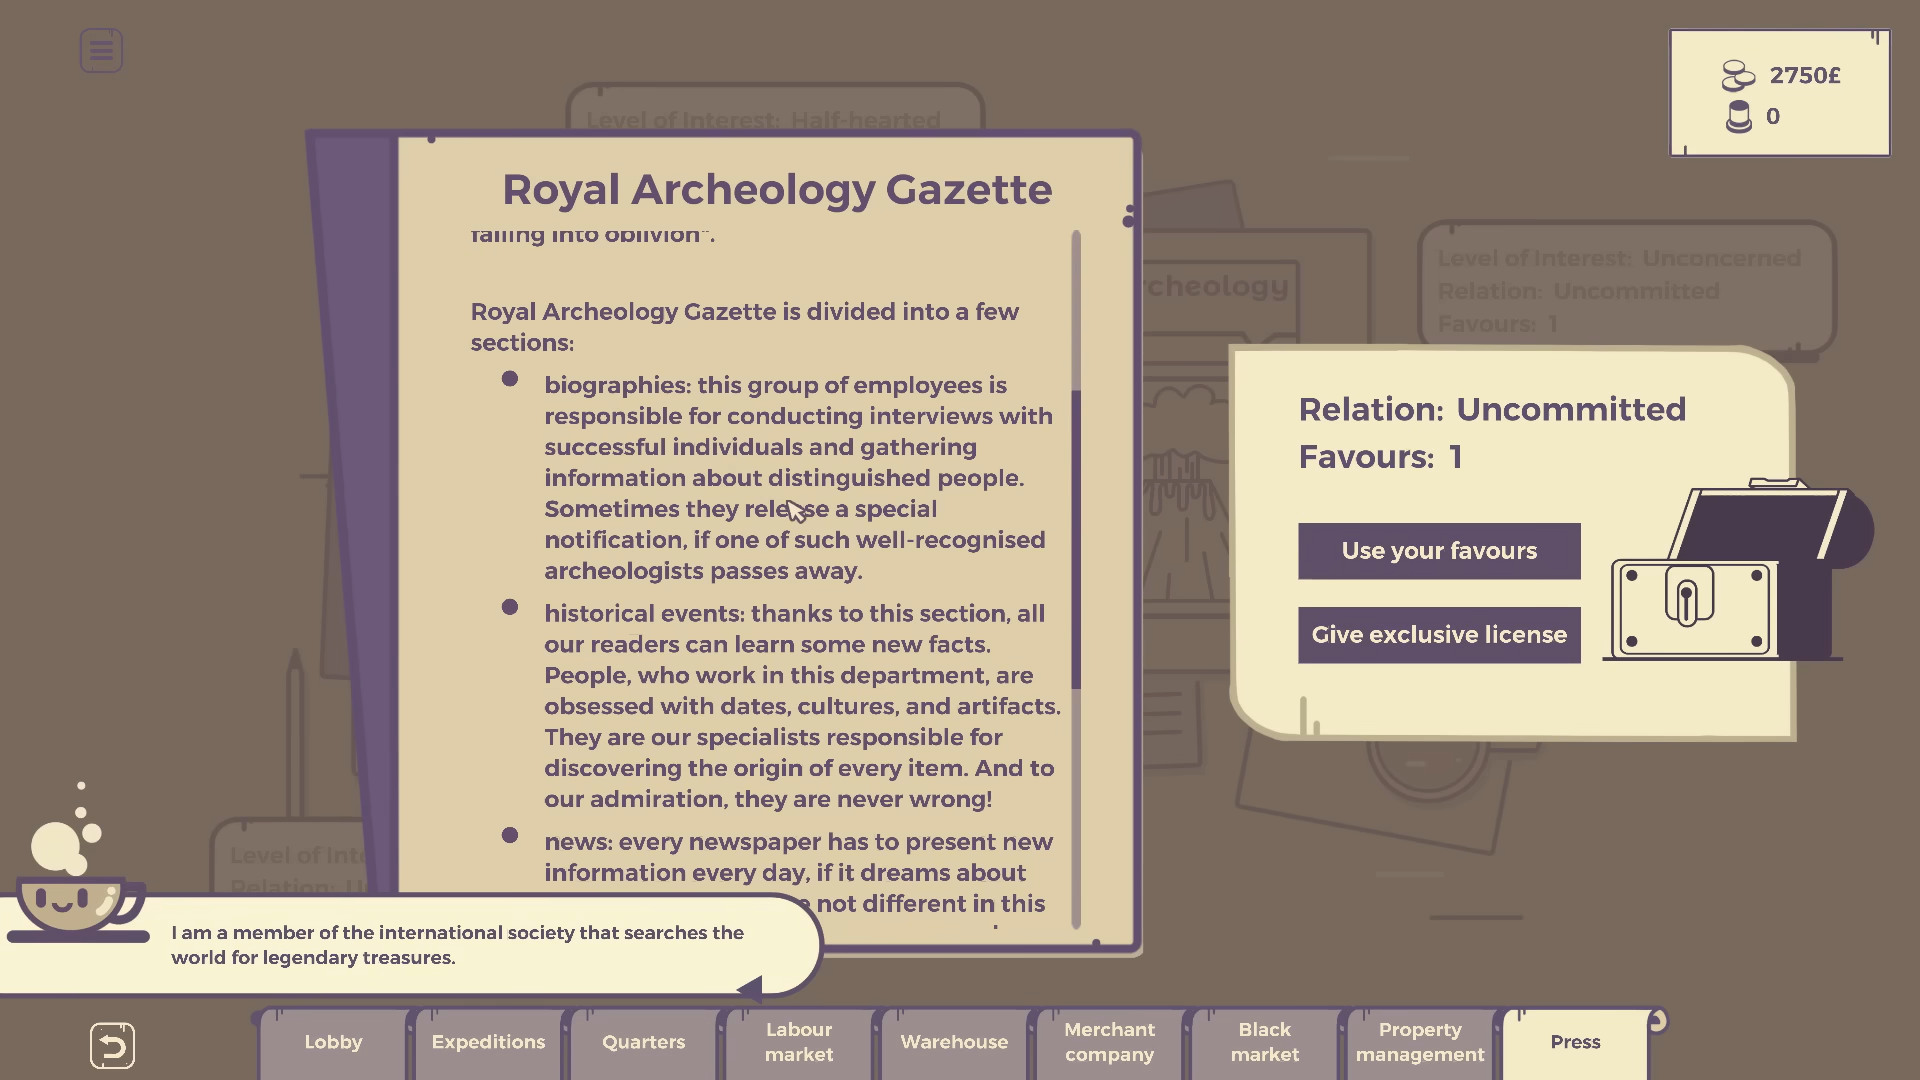 2750£
0
Level of Interest: Half-hearted
Royal Archeology Gazette
falling into oblivion".
Royal Archeology Gazette is divided into a few
sections:
biographies: this group of employees is
responsible for conducting interviews with
successful individuals and gathering
information about distinguished people.
Sometimes they release a special
notification, if one of such well-recognised
archeologists passes away.
historical events: thanks to this section, all
our readers can learn some new facts.
People, who work in this department, are
obsessed with dates, cultures, and artifacts.
They are our specialists responsible for
discovering the origin of every item. And to
our admiration, they are never wrong!
news: every newspaper has to present new
information every day, if it dreams about
not different in this
rcheology
Level of Interest: Unconcerned
Relation: Uncommitted
Favours: 1
Relation: Uncommitted
Favours: 1
Use your favours
Give exclusive license
Level of Inte
Relation: U
I am a member of the international society that searches the
world for legendary treasures.
Lobby
Expeditions
Quarters
Labour
market
Warehouse
Merchant
company
Black
market
Property
management
Press